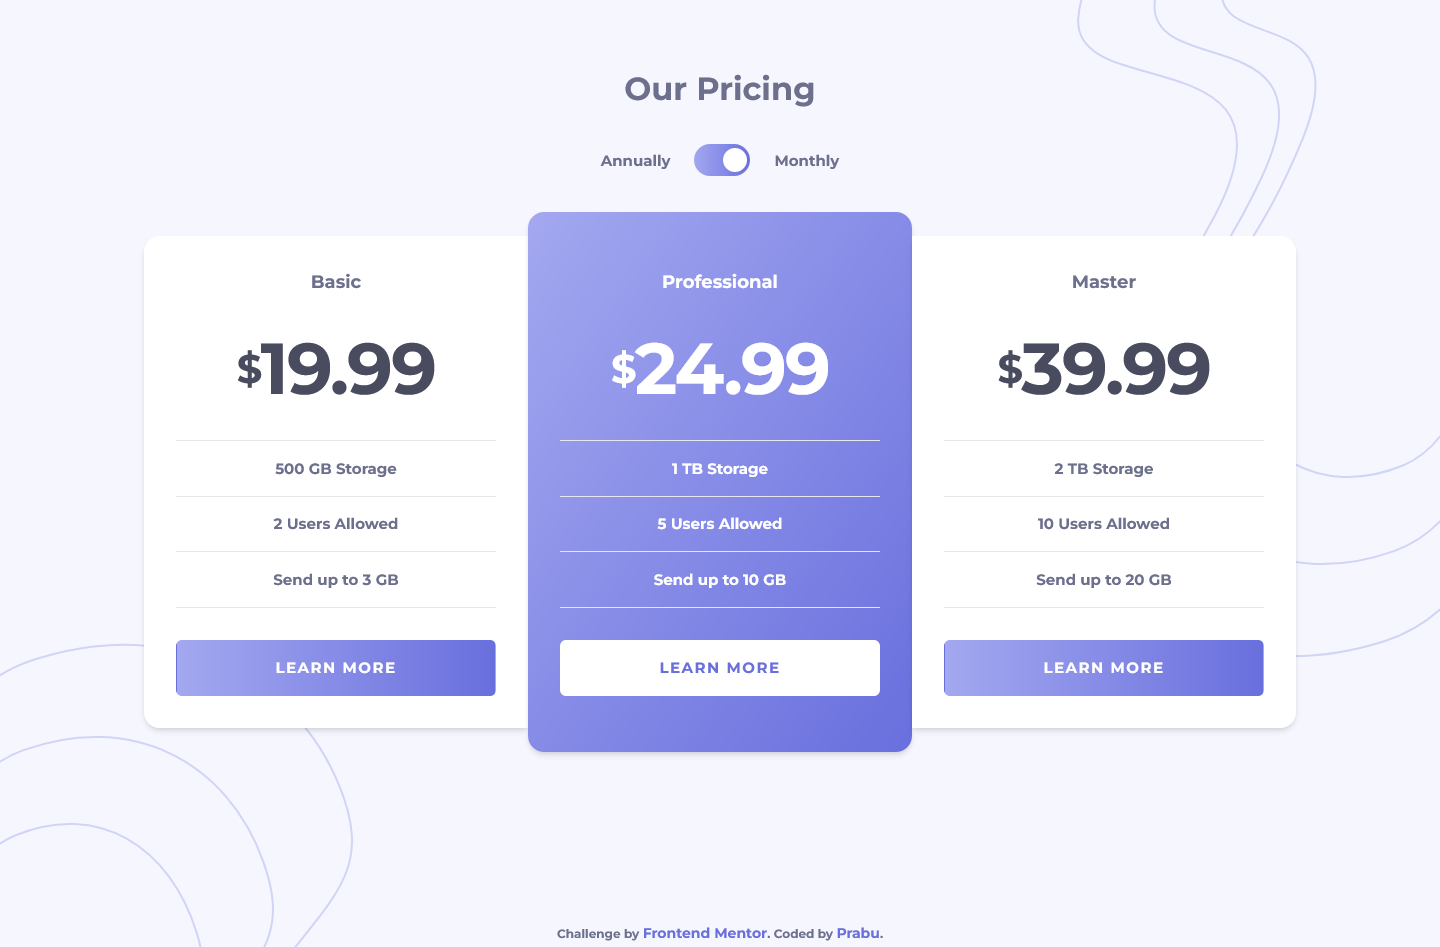 Our Pricing
Annually Monthly
Basic
$19.99
500 GB Storage
2 Users Allowed
Send up to 3 GB
LEARN MORE
Professional
$24.99
1 TB Storage
5 Users Allowed
Send up to 10 GB
LEARN MORE
Master
$39.99
2 TB Storage
10 Users Allowed
Send up to 20 GB
LEARN MORE
Challenge by Frontend Mentor. Coded by Prabu.